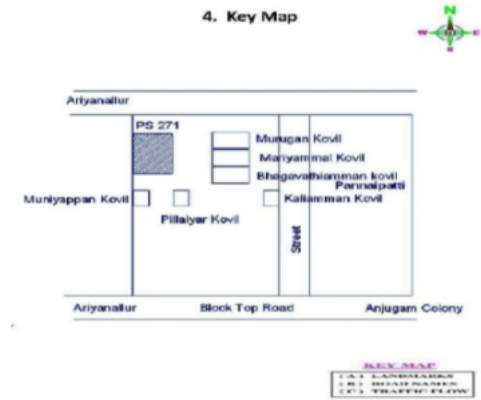 4. Key Map
N
W E
S
Ariyanallur
PS 271
Murugan Kovil
Mariyammal Kovil
Bhagavathiamman kovil
Pannaipatti
Muniyappan Kovil
Kaliamman Kovil
Pillaiyar Kovil
Street
Ariyanallur Block Top Road Anjugam Colony
KEY MAP
(A) LANDMARKS
(B) ROAD NAMES
(C) TRAFFIC FLOW